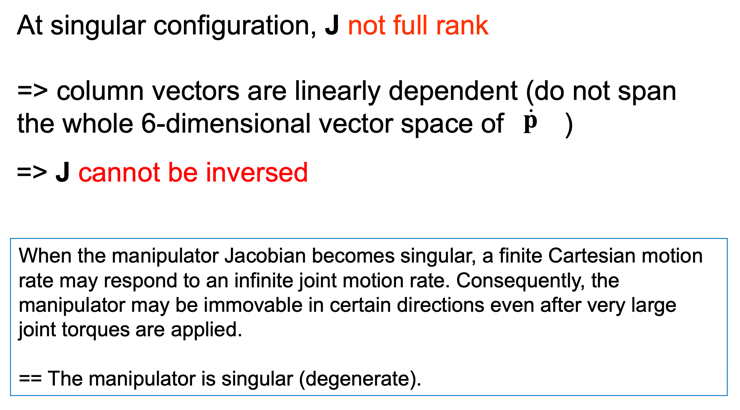 At singular configuration, J not full rank
=> column vectors are linearly dependent (do not span
the whole 6-dimensional vector space of ṗ )
=> J cannot be inversed
When the manipulator Jacobian becomes singular, a finite Cartesian motion
rate may respond to an infinite joint motion rate. Consequently, the
manipulator may be immovable in certain directions even after very large
joint torques are applied.
== The manipulator is singular (degenerate).